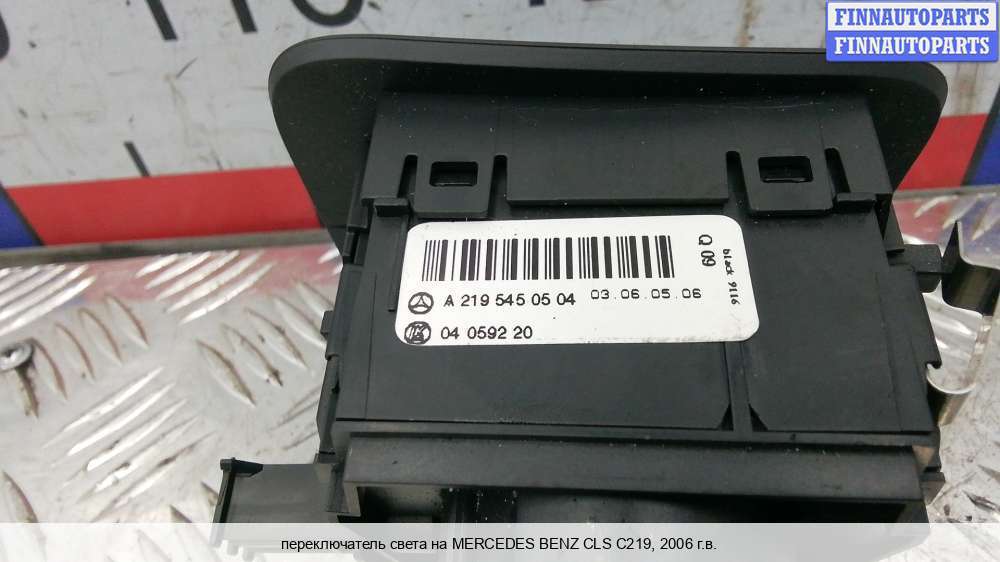 FINNAUTOPARTS
FINNAUTOPARTS
A 219 545 05 04 03.06.05.06
04 0592 20
Q 09
black 9116
переключатель света на MERCEDES BENZ CLS C219, 2006 г.в.